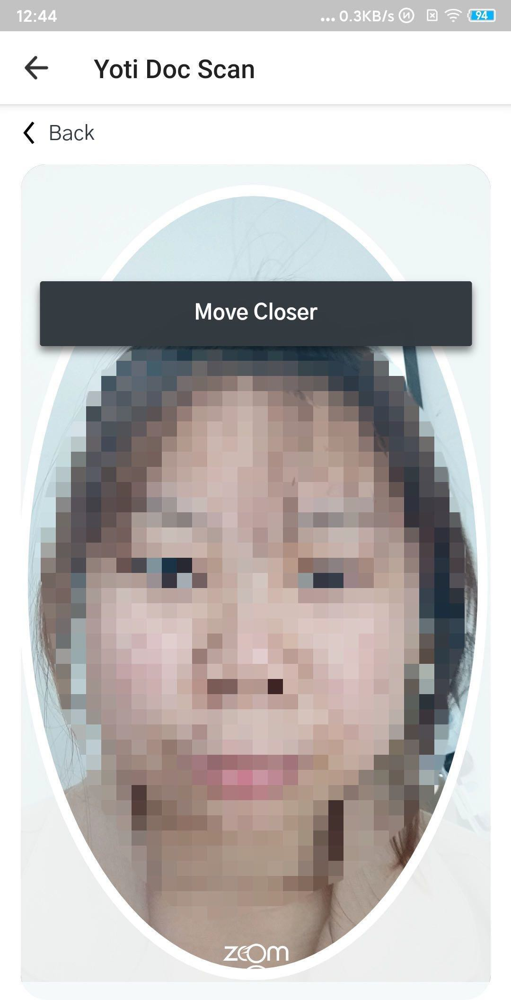 12:44
... 0.3KB/s 94
Yoti Doc Scan
Back
Move Closer
zoom